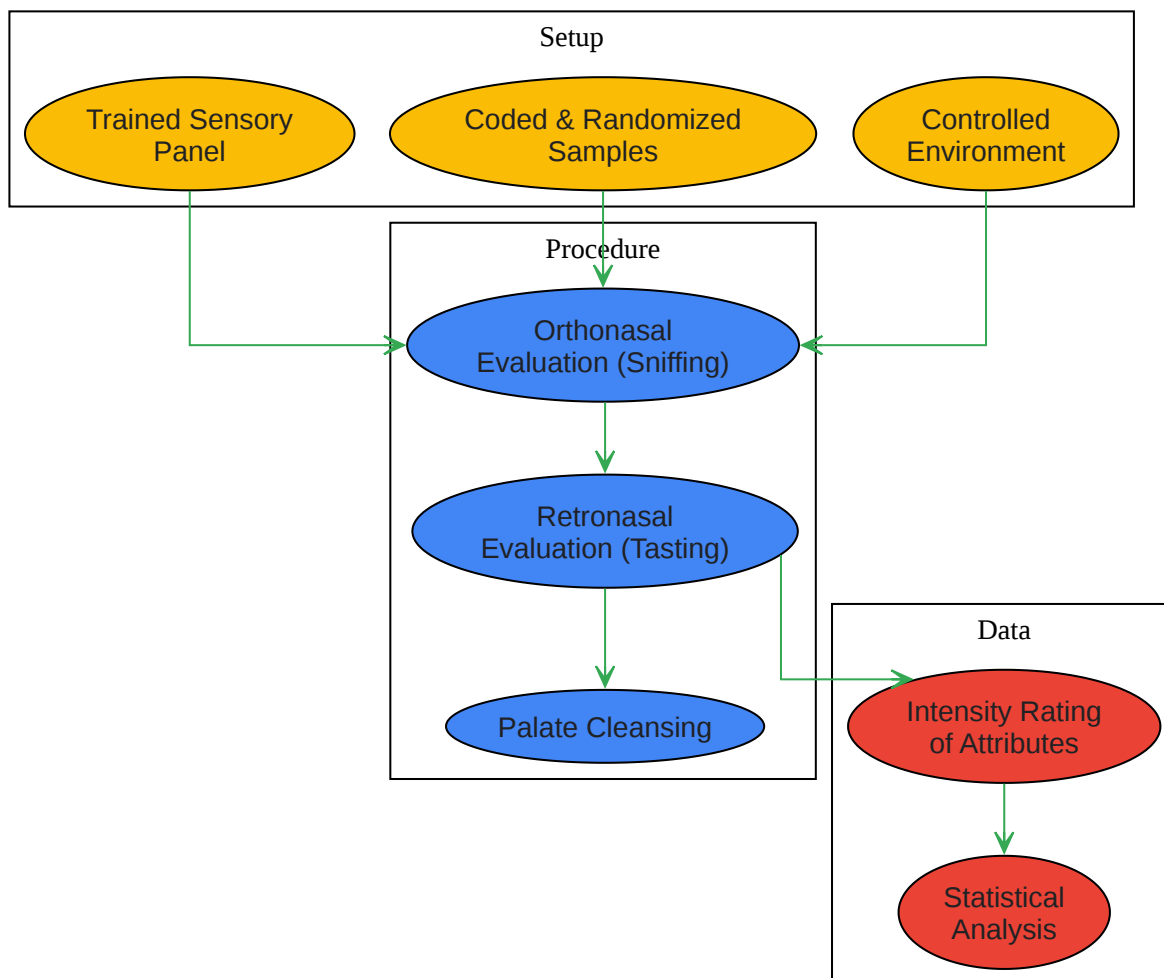 Setup
Trained Sensory
Panel
Coded & Randomized
Samples
Controlled
Environment
Procedure
Orthonasal
Evaluation (Sniffing)
Retronasal
Evaluation (Tasting)
Palate Cleansing
Data
Intensity Rating
of Attributes
Statistical
Analysis